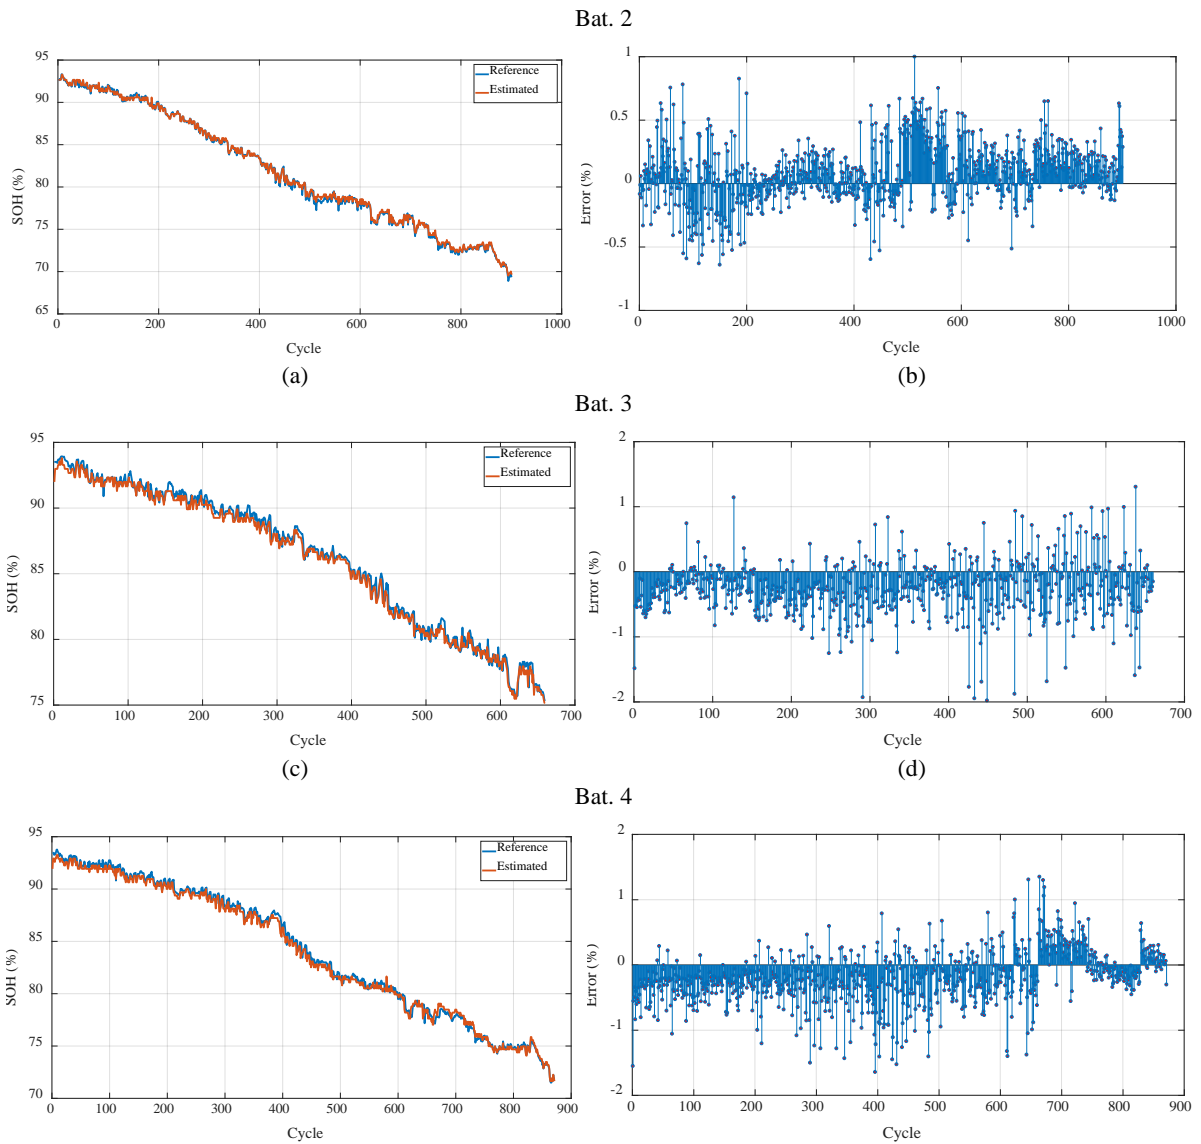 Bat. 2
95
90
85
80
75
70
65
SOH (%)
Reference
Estimated
0 200 400 600 800 1000
Cycle
(a)
1
0.5
0
-0.5
-1
Error (%)
0 200 400 600 800 1000
Cycle
(b)
Bat. 3
95
90
85
80
75
SOH (%)
Reference
Estimated
0 100 200 300 400 500 600 700
Cycle
(c)
2
1
0
-1
-2
Error (%)
0 100 200 300 400 500 600 700
Cycle
(d)
Bat. 4
95
90
85
80
75
70
SOH (%)
Reference
Estimated
0 100 200 300 400 500 600 700 800 900
Cycle
2
1
0
-1
-2
Error (%)
0 100 200 300 400 500 600 700 800 900
Cycle